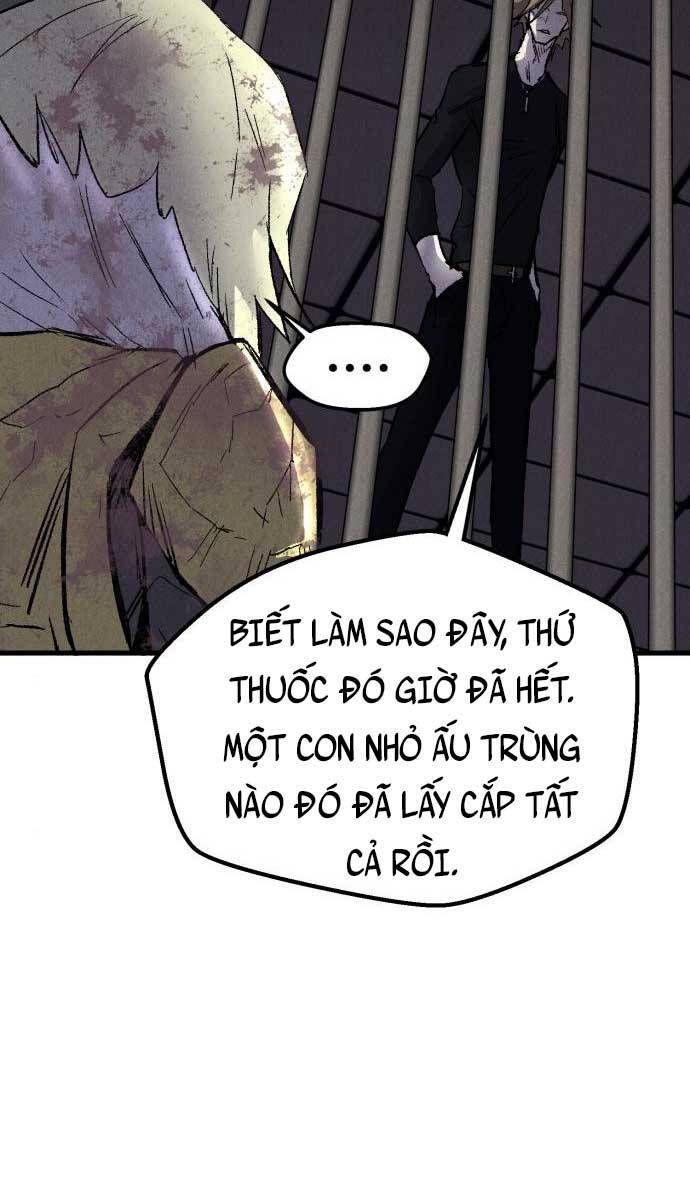 ....
BIẾT LÀM SAO ĐÂY, THỨ
THUỐC ĐÓ GIỜ ĐÃ HẾT.
MỘT CON NHỎ ẤU TRÙNG
NÀO ĐÓ ĐÃ LẤY CẮP TẤT
CẢ RỒI.